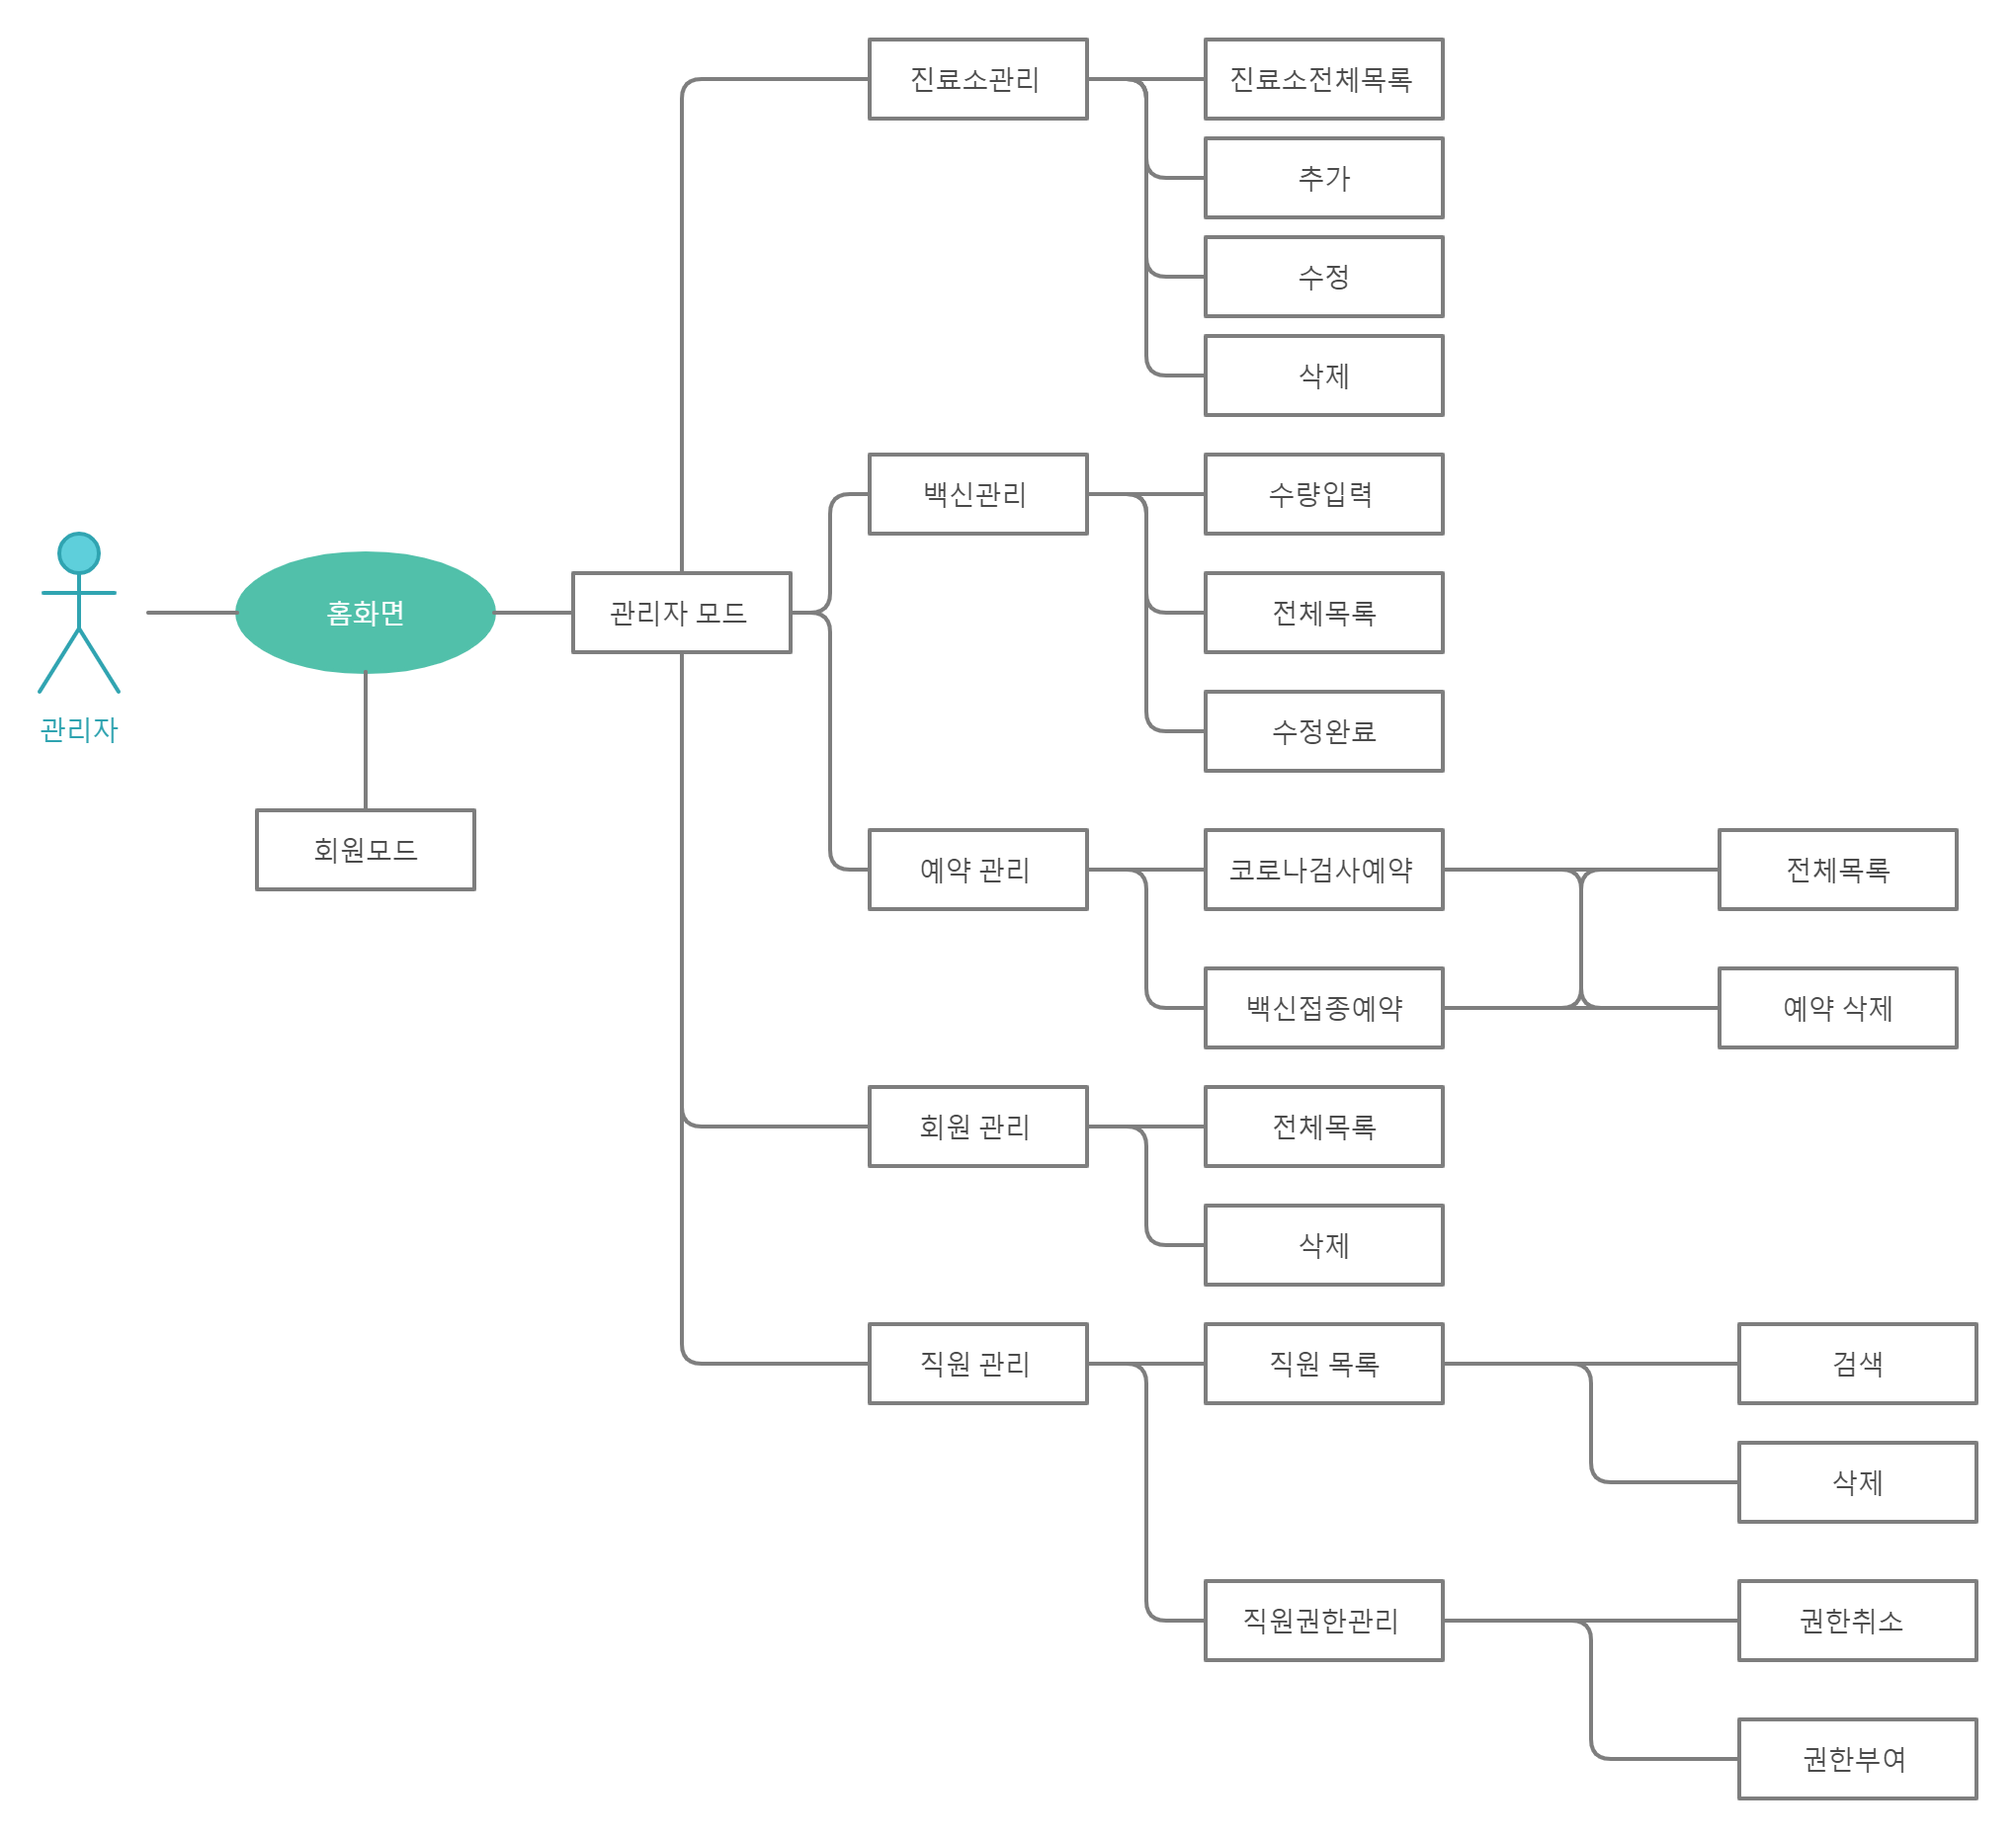 진료소관리
진료소전체목록
추가
수정
삭제
백신관리
수량입력
전체목록
수정완료
관리자
홈화면
관리자 모드
회원모드
예약 관리
코로나검사예약
전체목록
백신접종예약
예약 삭제
회원 관리
전체목록
삭제
직원 관리
직원 목록
검색
삭제
직원권한관리
권한취소
권한부여